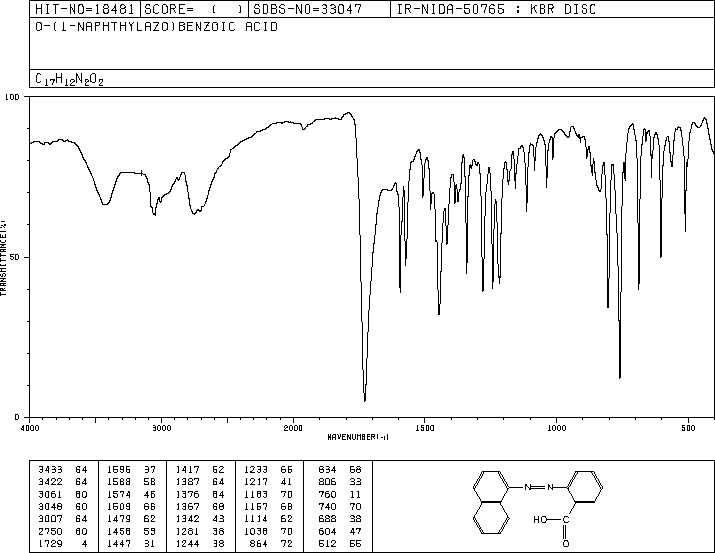 HIT-NO=18481 SCORE= ( ) SDBS-NO=33047 IR-NIDA-50765 : KBR DISC
O-(1-NAPHTHYLAZO)BENZOIC ACID
C17H12N2O2
100
50
0
TRANSMITTANCE(%)
4000 3000 2000 1500 1000 500
WAVENUMBER(-1)
3433 64 1596 37 1417 52 1233 66 834 68
3422 64 1588 58 1387 64 1217 41 806 33
3061 60 1574 46 1376 64 1183 70 760 11
3048 60 1509 66 1367 68 1157 68 740 70
3007 64 1479 62 1342 43 1114 62 688 38
2750 60 1458 53 1281 38 1038 70 604 47
1729 4 1447 31 1244 38 864 72 512 55
N N
HO C
O